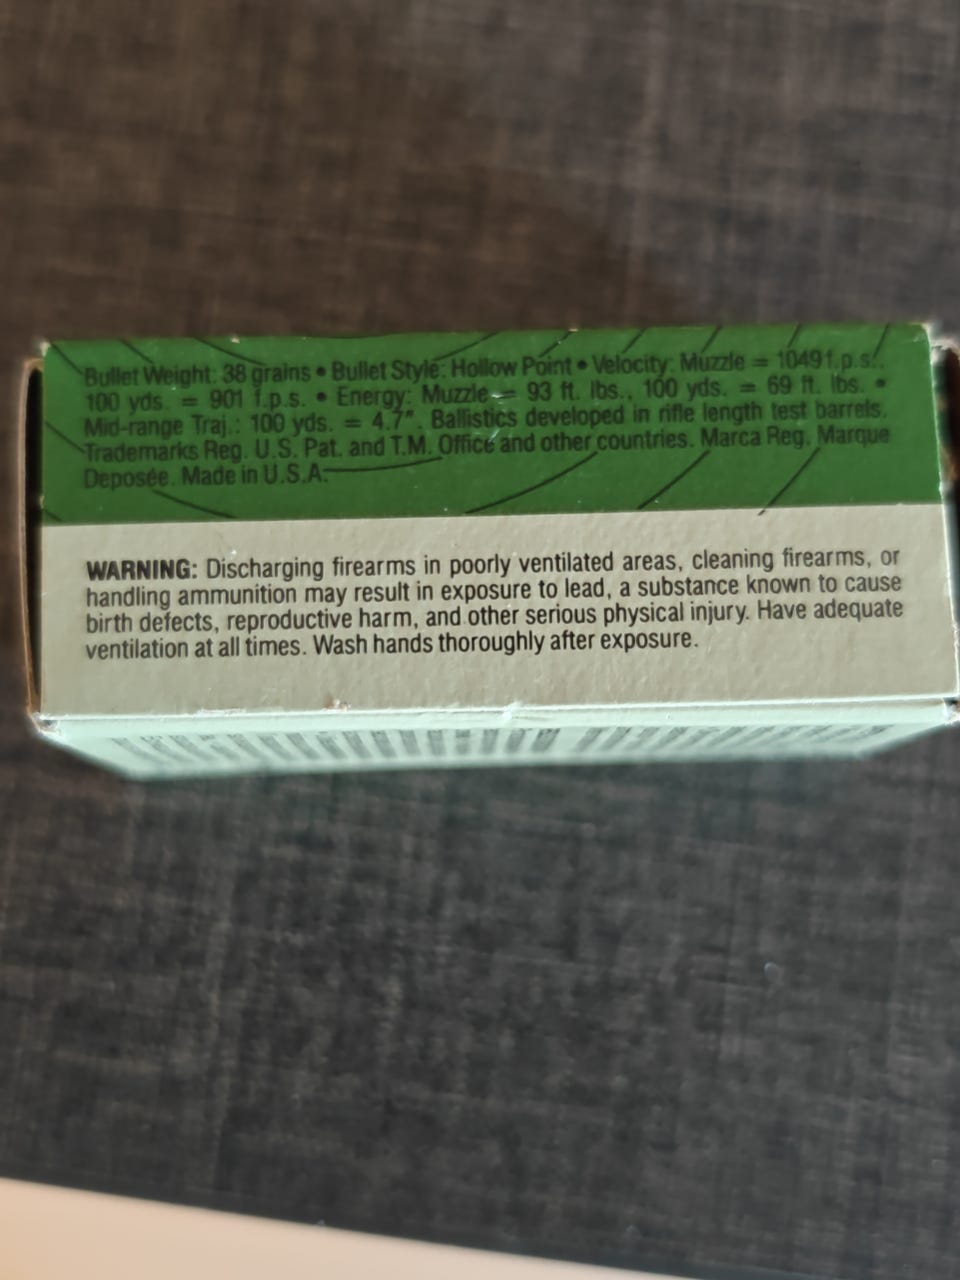 Bullet Weight: 38 grains • Bullet Style: Hollow Point • Velocity: Muzzle = 1049 f.p.s.
100 yds. = 901 f.p.s. • Energy: Muzzle = 93 ft. lbs., 100 yds. = 69 ft. lbs. •
Mid-range Traj.: 100 yds. = 4.7". Ballistics developed in rifle length test barrels.
Trademarks Reg. U.S. Pat. and T.M. Office and other countries. Marca Reg. Marque
Deposée. Made in U.S.A.
WARNING: Discharging firearms in poorly ventilated areas, cleaning firearms, or
handling ammunition may result in exposure to lead, a substance known to cause
birth defects, reproductive harm, and other serious physical injury. Have adequate
ventilation at all times. Wash hands thoroughly after exposure.